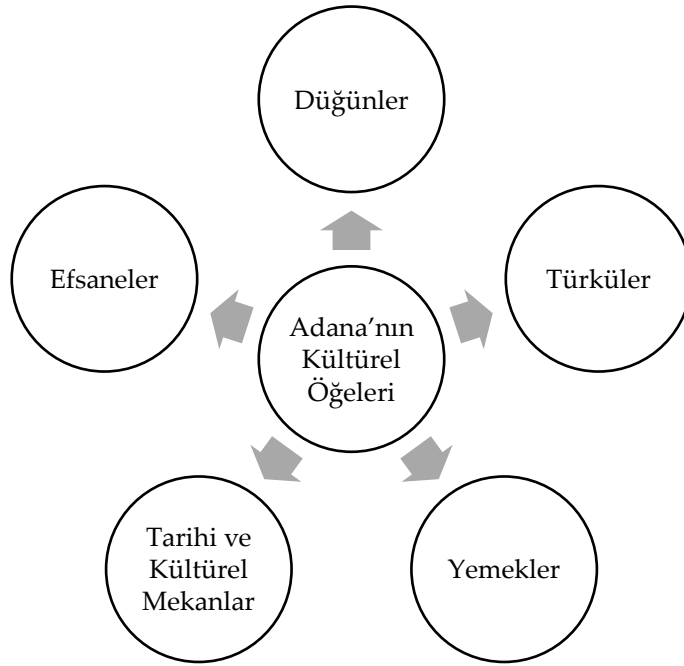 Düğünler
Efsaneler
Türküler
Adana’nın
Kültürel
Öğeleri
Tarihi ve
Kültürel
Mekanlar
Yemekler